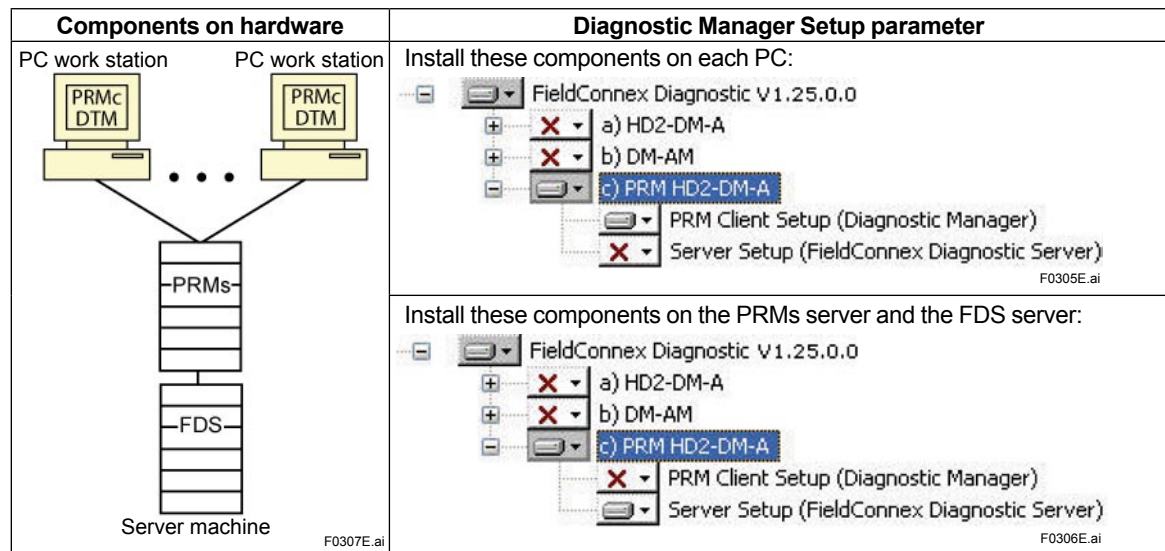 Components on hardware
Diagnostic Manager Setup parameter
PC work station
PC work station
PRMc
DTM
PRMc
DTM
PRMs
FDS
Server machine
F0307E.ai
Install these components on each PC:
FieldConnex Diagnostic V1.25.0.0
a) HD2-DM-A
b) DM-AM
c) PRM HD2-DM-A
PRM Client Setup (Diagnostic Manager)
Server Setup (FieldConnex Diagnostic Server)
F0305E.ai
Install these components on the PRMs server and the FDS server:
FieldConnex Diagnostic V1.25.0.0
a) HD2-DM-A
b) DM-AM
c) PRM HD2-DM-A
PRM Client Setup (Diagnostic Manager)
Server Setup (FieldConnex Diagnostic Server)
F0306E.ai